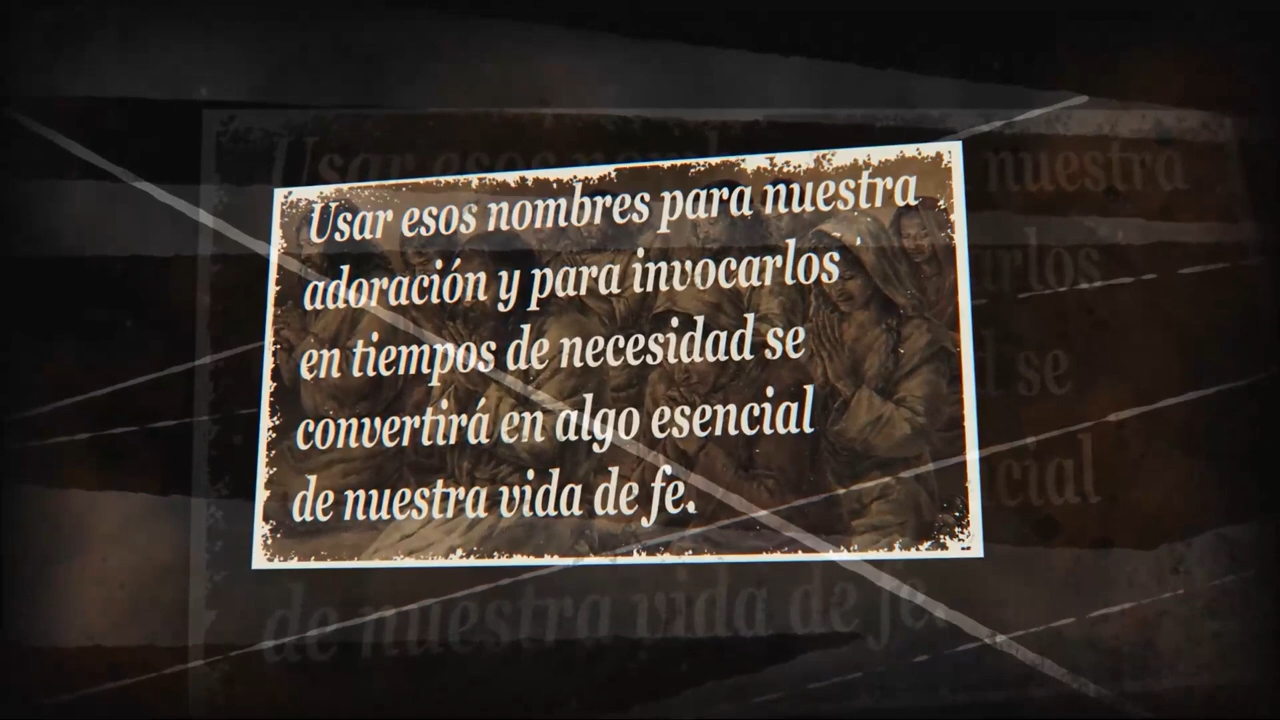 Usar esos nombres para nuestra
adoración y para invocarlos
en tiempos de necesidad se
convertirá en algo esencial
de nuestra vida de fe.